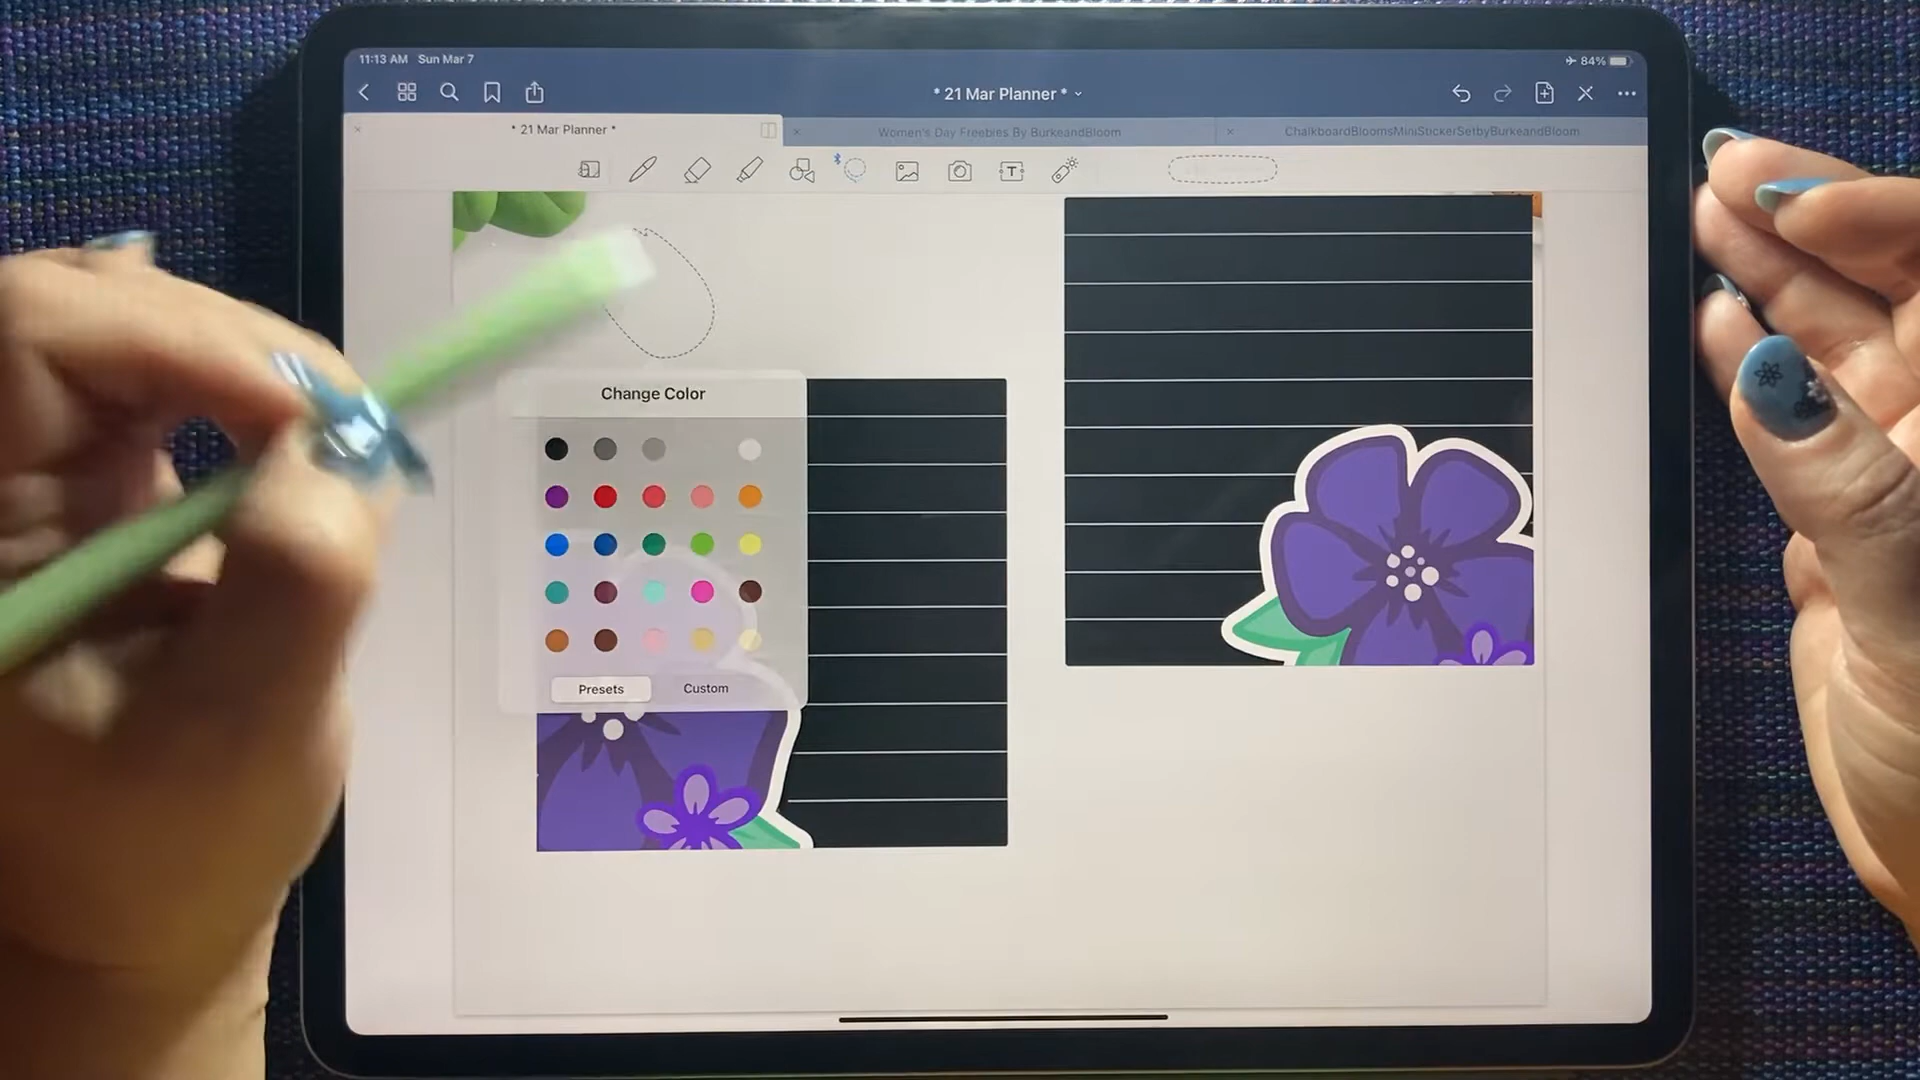 11:13 AM Sun Mar 7
84%
* 21 Mar Planner *
* 21 Mar Planner *
Women's Day Freebies By BurkeandBloom
ChalkboardBloomsMiniStickerSetbyBurkeandBloom
T
Change Color
Presets
Custom